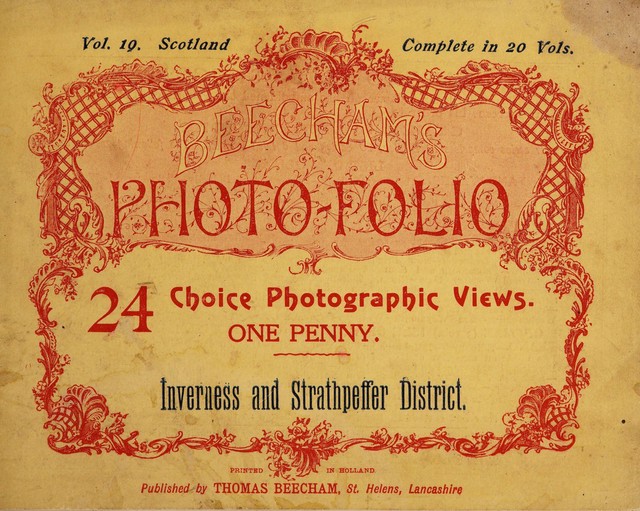 Vol. 19. Scotland Complete in 20 Vols.
BEECHAM'S
PHOTO-FOLIO
24 Choice Photographic Views.
ONE PENNY.
Inverness and Strathpeffer District.
PRINTED IN HOLLAND.
Published by THOMAS BEECHAM, St. Helens, Lancashire